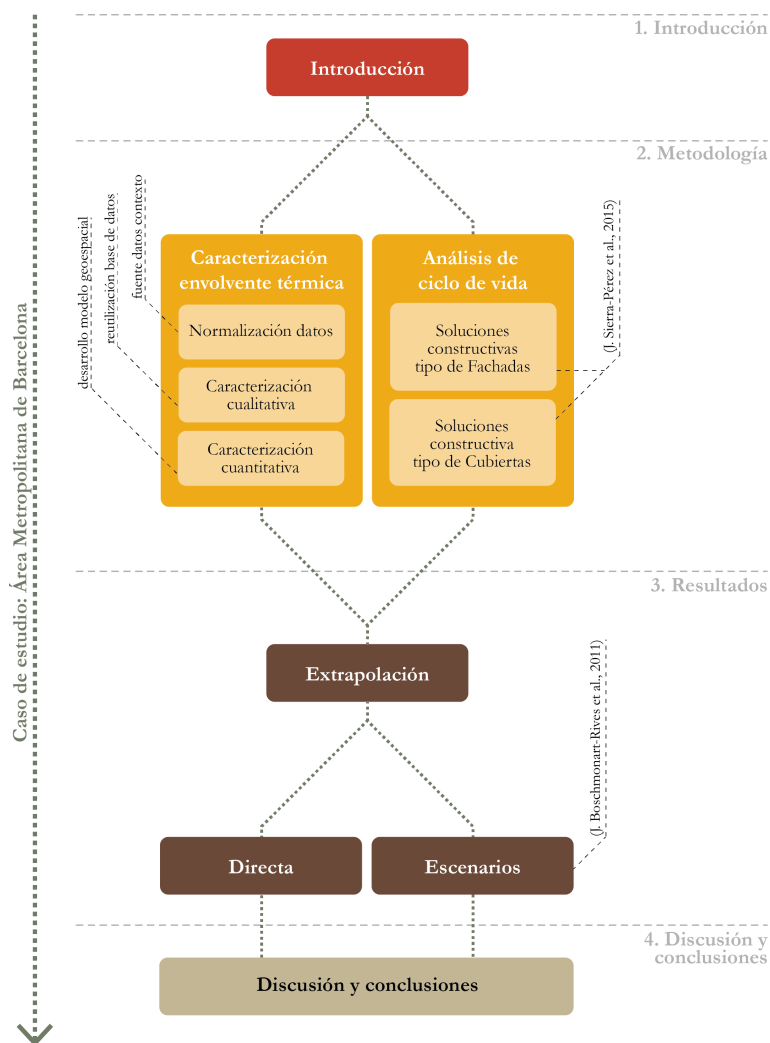 1. Introducción
Introducción
2. Metodología
desarrollo modelo geoespacial
reutilización base de datos
fuente datos contexto
(J. Sierra-Pérez et al., 2015)
Caracterización
envolvente térmica
Normalización datos
Caracterización
cualitativa
Caracterización
cuantitativa
Análisis de
ciclo de vida
Soluciones
constructivas
tipo de Fachadas
Soluciones
constructiva
tipo de Cubiertas
Caso de estudio: Área Metropolitana de Barcelona
3. Resultados
Extrapolación
(J. Boschmonart-Rives et al., 2011)
Directa
Escenarios
4. Discusión y
conclusiones
Discusión y conclusiones